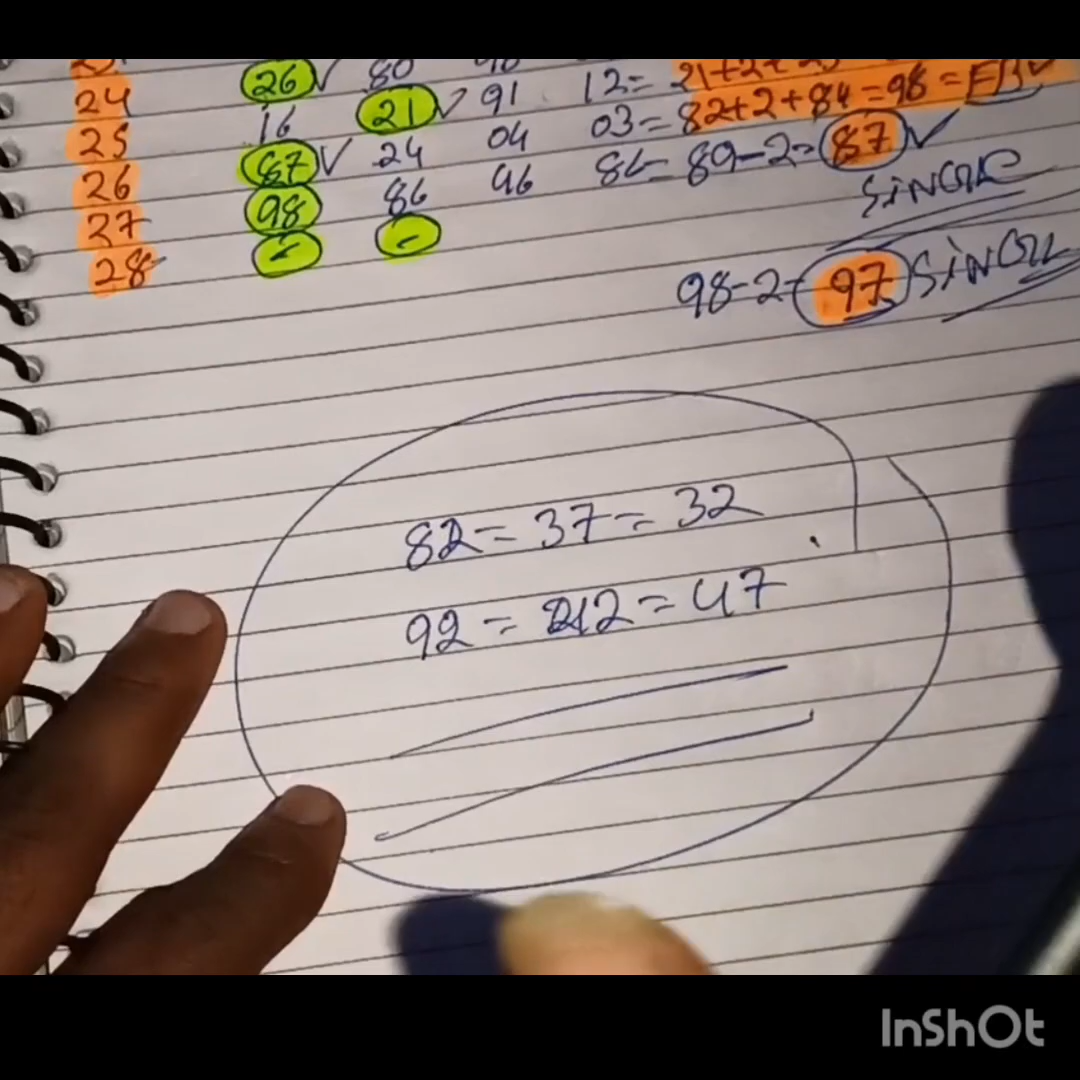 26 80
24 16 21 91 12= 21+2+
25 87 24 04 03= 82+2+84=98=
26 98 86 46 86= 89-2= 87
27 SiNGLE
28 98-2= 97 SiNGLE
82= 37= 32
92= 212= 47
InShOt